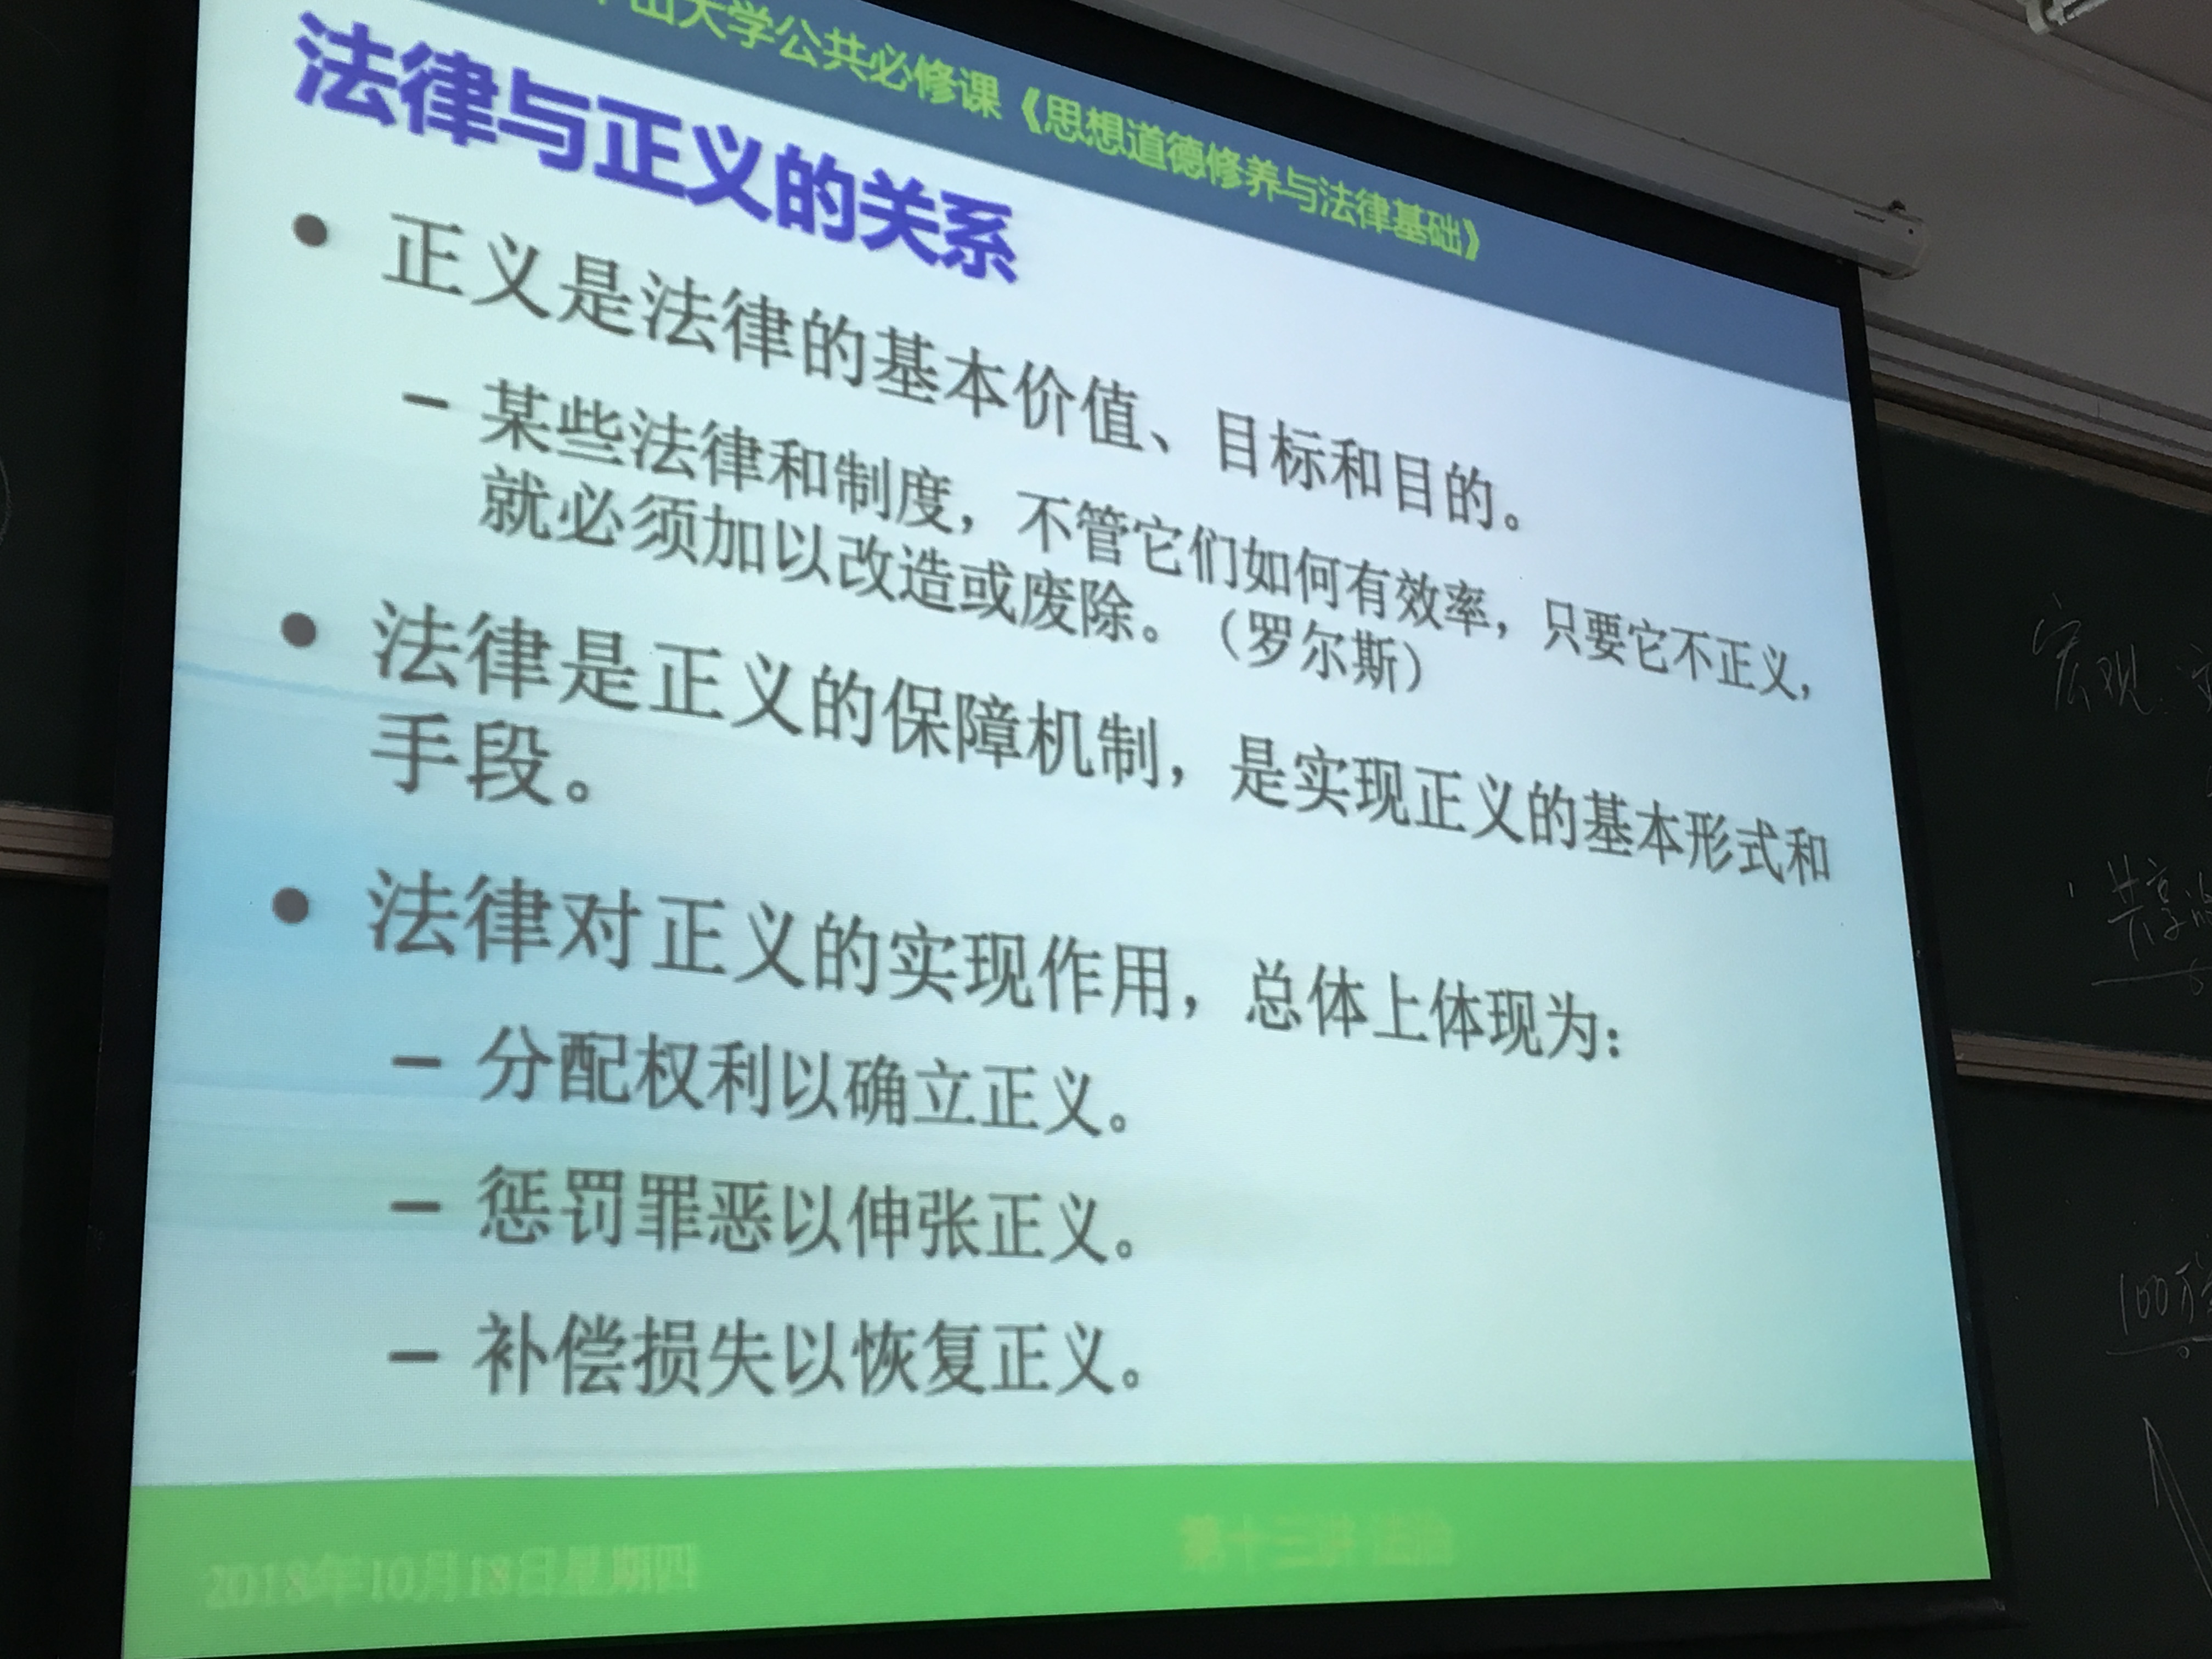 山大学公共必修课《思想道德修养与法律基础》
法律与正义的关系
• 正义是法律的基本价值、目标和目的。
– 某些法律和制度，不管它们如何有效率，只要它不正义，
就必须加以改造或废除。（罗尔斯）
• 法律是正义的保障机制，是实现正义的基本形式和
手段。
• 法律对正义的实现作用，总体上体现为：
– 分配权利以确立正义。
– 惩罚罪恶以伸张正义。
– 补偿损失以恢复正义。
2018年10月18日星期四
第十三讲
宏观：
共享
100万